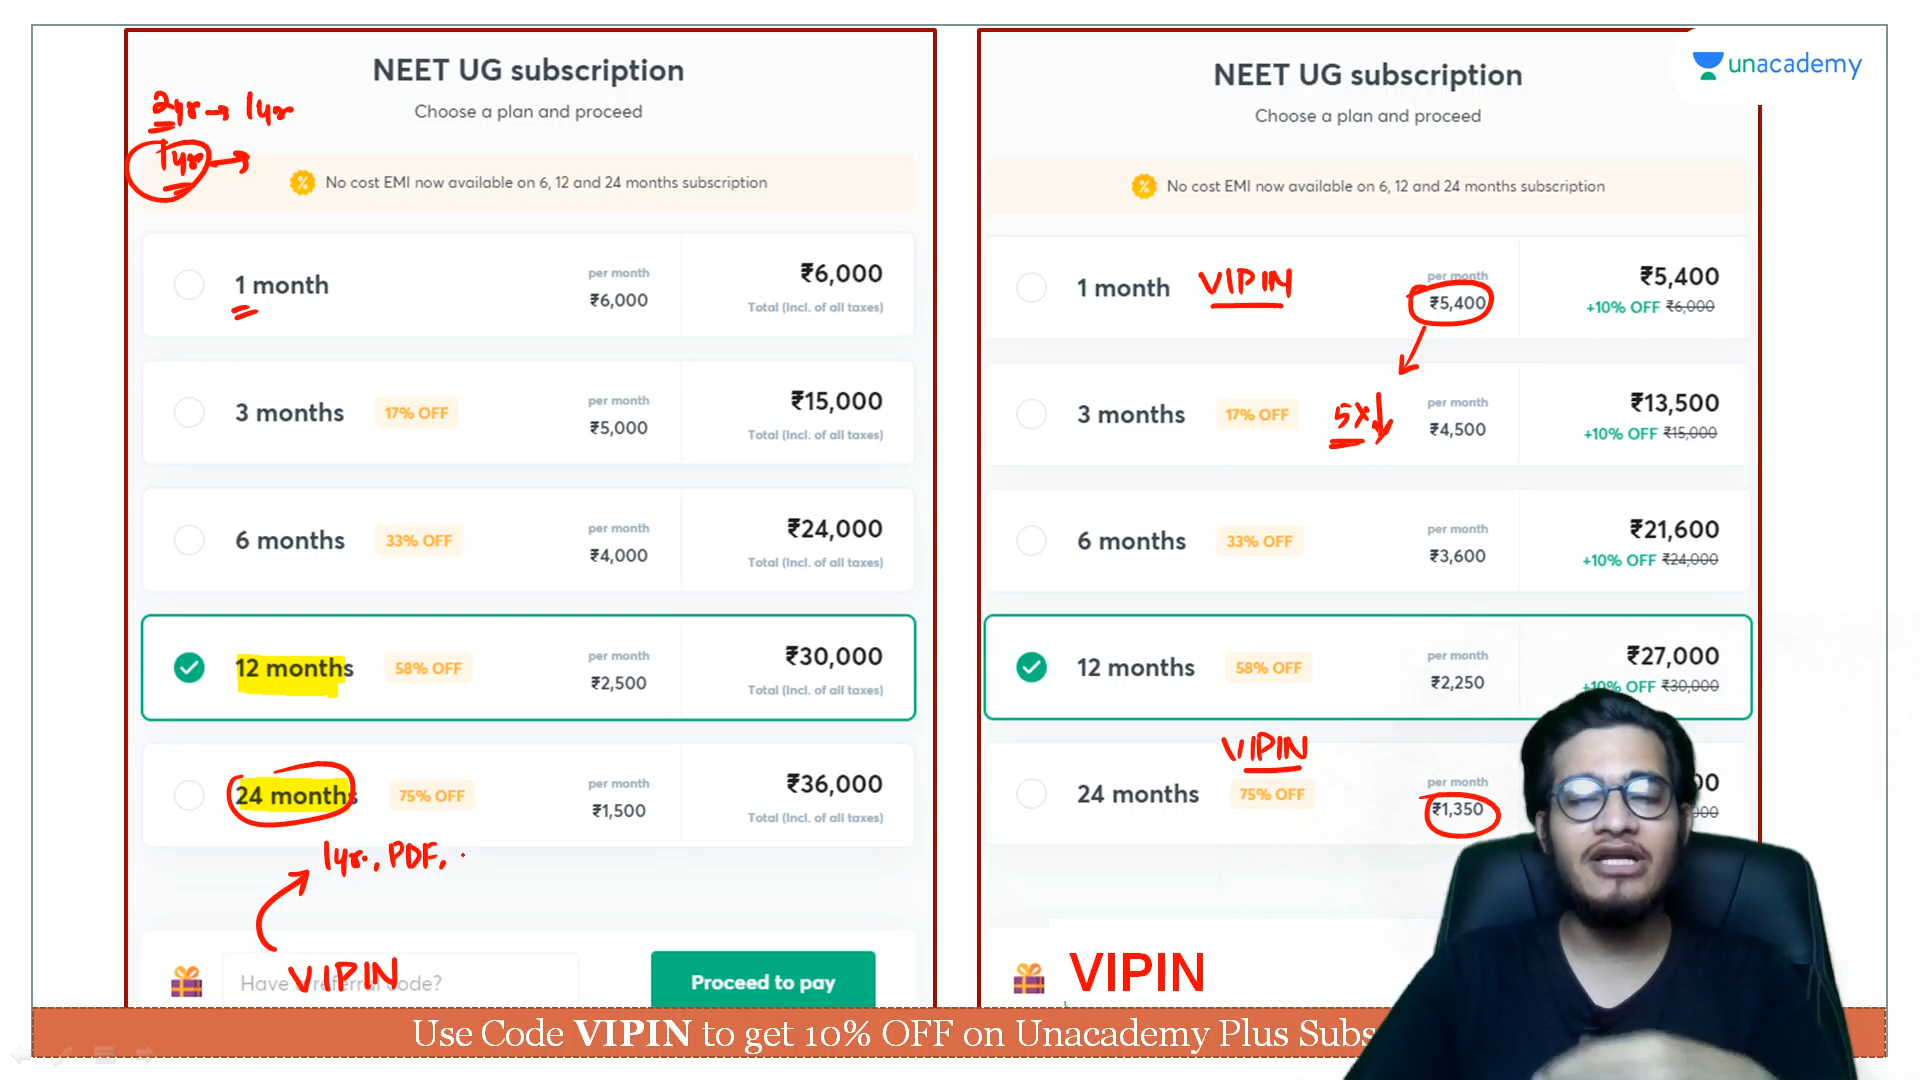 NEET UG subscription
Choose a plan and proceed
2yr → 1yr
1yr →
No cost EMI now available on 6, 12 and 24 months subscription
1 month
per month
₹6,000
₹6,000
Total (Incl. of all taxes)
3 months
17% OFF
per month
₹5,000
₹15,000
Total (Incl. of all taxes)
6 months
33% OFF
per month
₹4,000
₹24,000
Total (Incl. of all taxes)
12 months
58% OFF
per month
₹2,500
₹30,000
Total (Incl. of all taxes)
24 months
75% OFF
per month
₹1,500
₹36,000
Total (Incl. of all taxes)
1yr., PDF,
Have a referral code?
VIPIN
Proceed to pay
unacademy
NEET UG subscription
Choose a plan and proceed
No cost EMI now available on 6, 12 and 24 months subscription
1 month
VIPIN
per month
₹5,400
₹5,400
+10% OFF ₹6,000
3 months
17% OFF
5X↓
per month
₹4,500
₹13,500
+10% OFF ₹15,000
6 months
33% OFF
per month
₹3,600
₹21,600
+10% OFF ₹24,000
12 months
58% OFF
per month
₹2,250
₹27,000
+10% OFF ₹30,000
VIPIN
24 months
75% OFF
per month
₹1,350
VIPIN
Use Code VIPIN to get 10% OFF on Unacademy Plus Subs